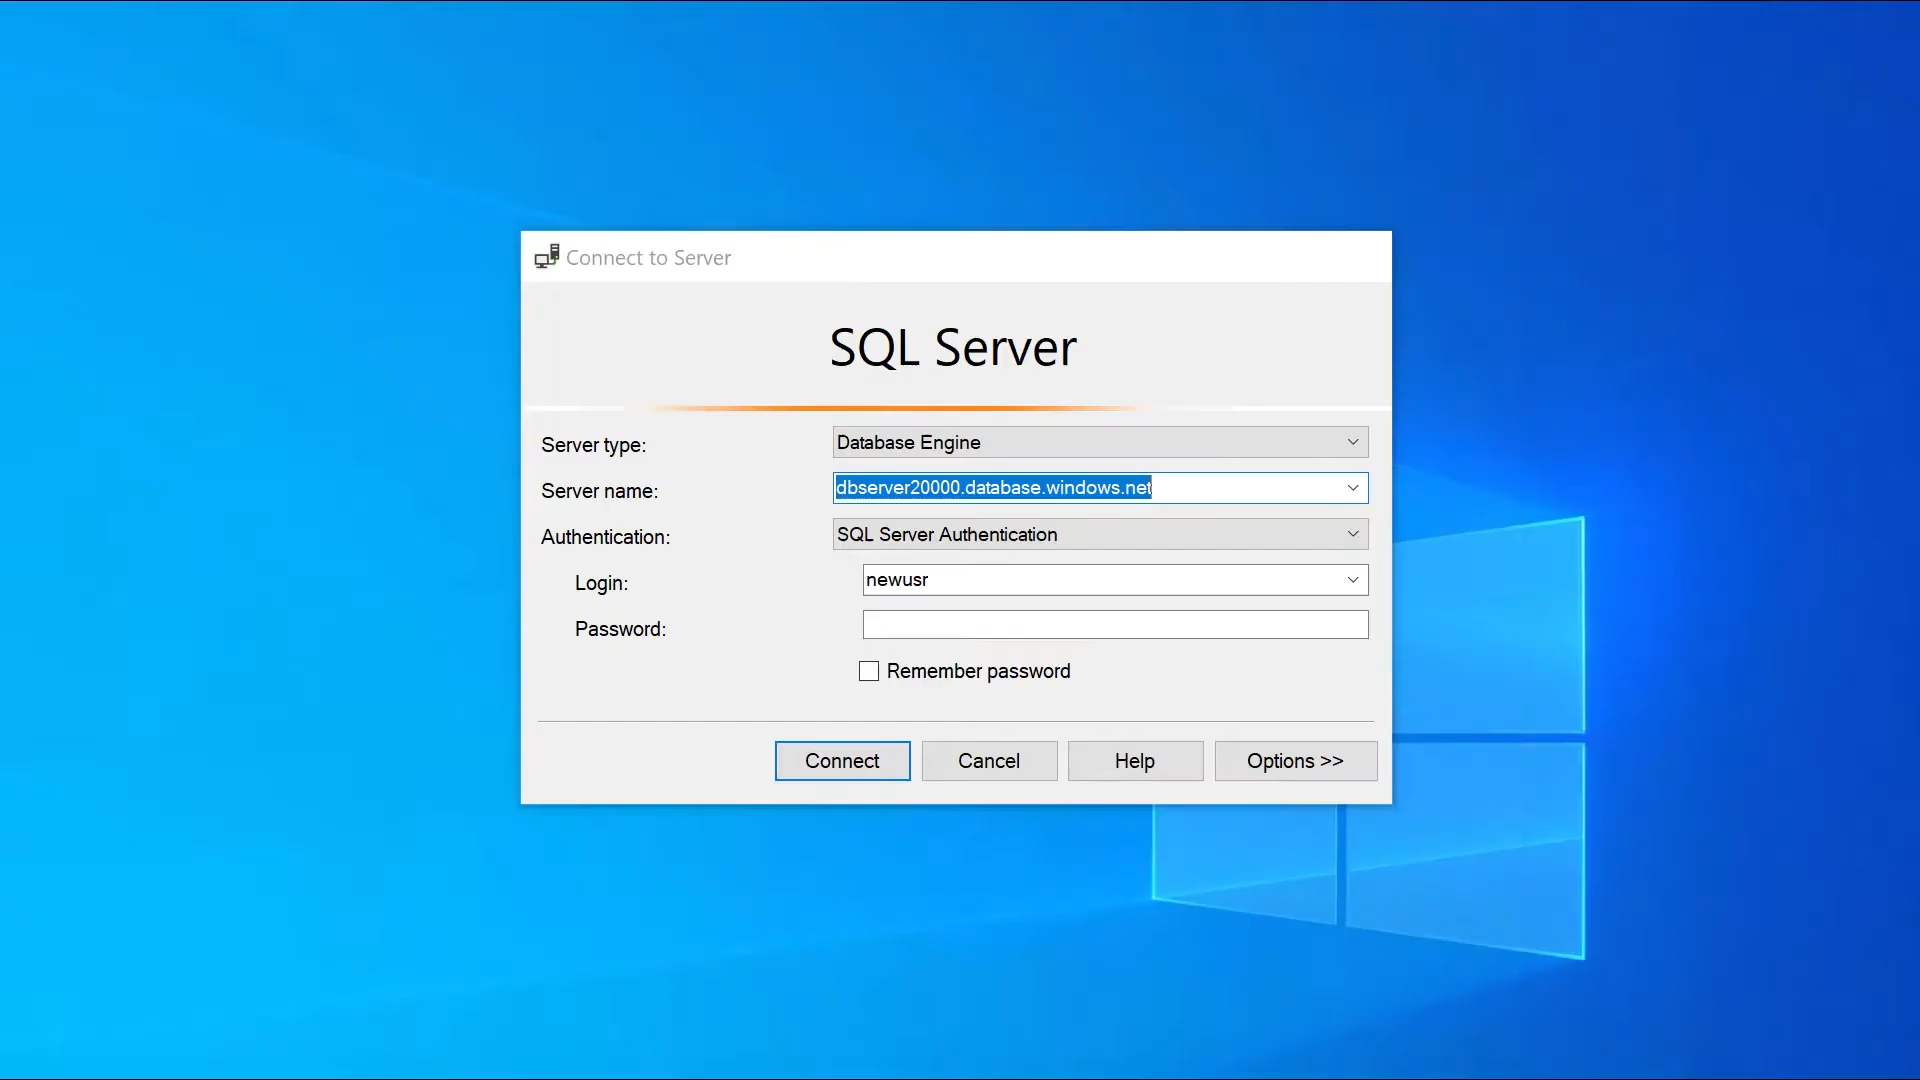 Connect to Server
SQL Server
Server type: Database Engine
Server name: dbserver20000.database.windows.net
Authentication: SQL Server Authentication
Login: newusr
Password:
Remember password
Connect Cancel Help Options >>